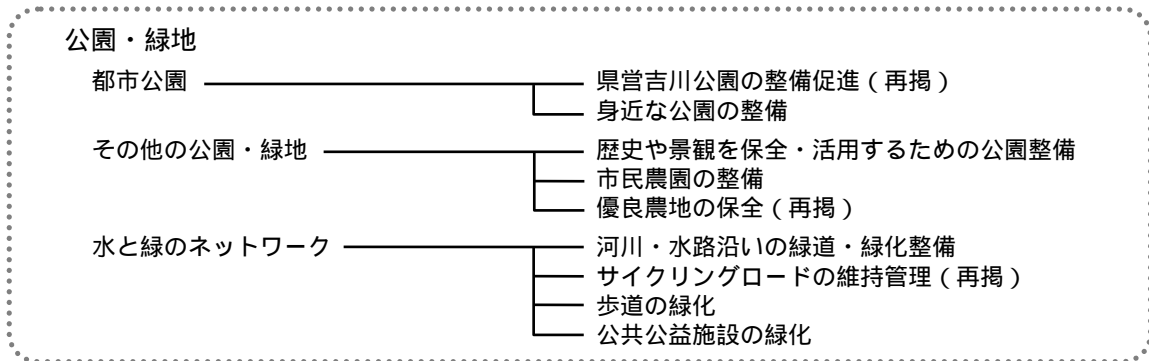 公園・緑地
都市公園 県営吉川公園の整備促進(再掲)
身近な公園の整備
その他の公園・緑地 歴史や景観を保全・活用するための公園整備
市民農園の整備
優良農地の保全(再掲)
水と緑のネットワーク 河川・水路沿いの緑道・緑化整備
サイクリングロードの維持管理(再掲)
歩道の緑化
公共公益施設の緑化